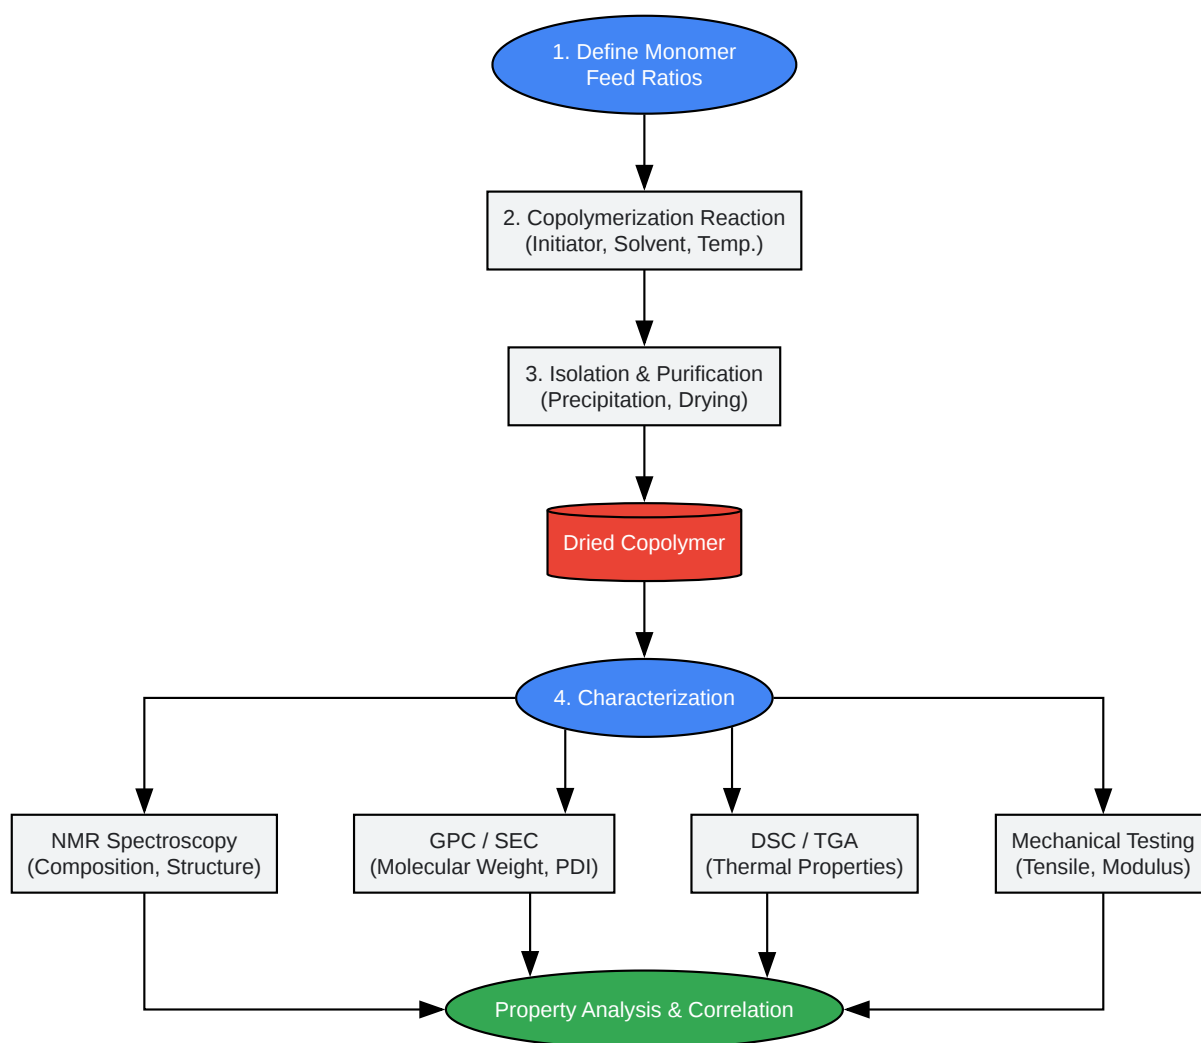 1. Define Monomer
Feed Ratios
2. Copolymerization Reaction
(Initiator, Solvent, Temp.)
3. Isolation & Purification
(Precipitation, Drying)
Dried Copolymer
4. Characterization
NMR Spectroscopy
(Composition, Structure)
GPC / SEC
(Molecular Weight, PDI)
DSC / TGA
(Thermal Properties)
Mechanical Testing
(Tensile, Modulus)
Property Analysis & Correlation